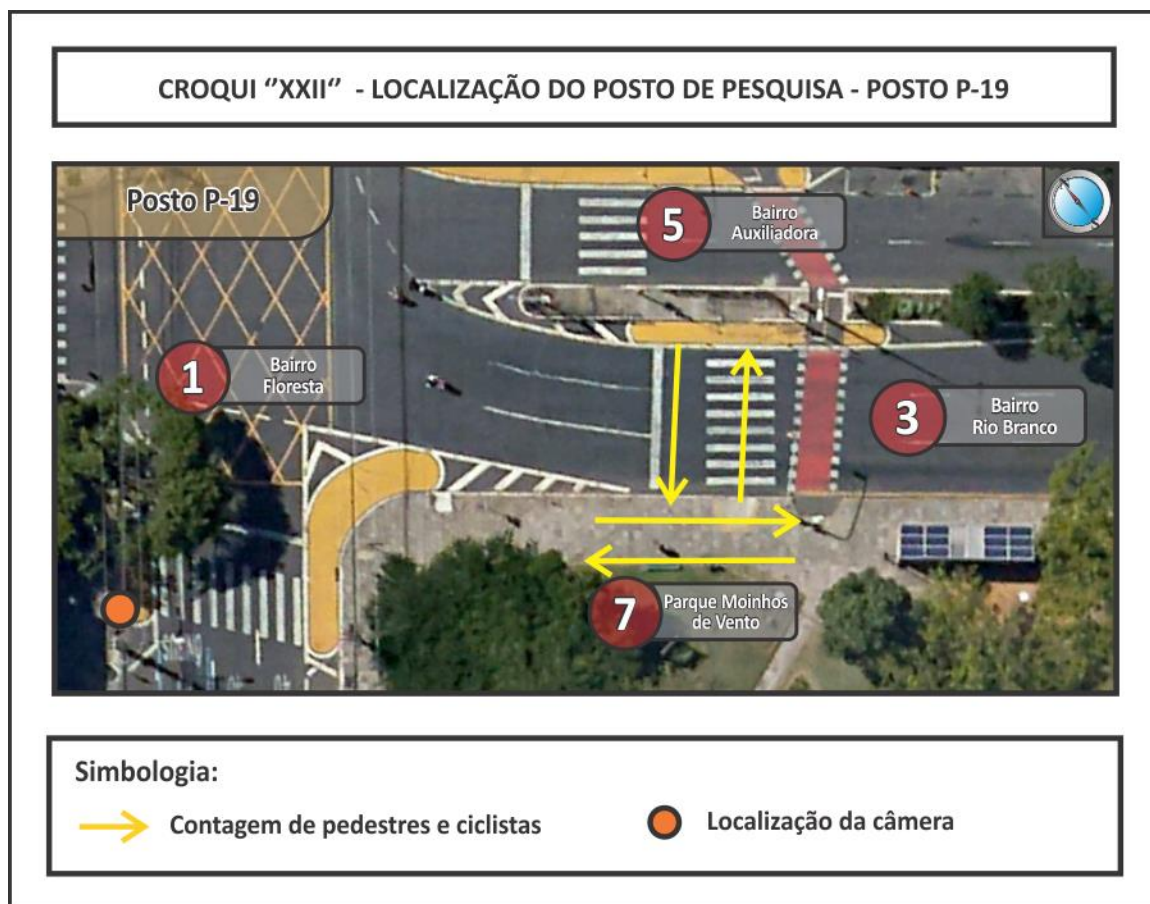 CROQUI ‘’XXII‘’ - LOCALIZAÇÃO DO POSTO DE PESQUISA - POSTO P-19
Posto P-19
5
Bairro
Auxiliadora
1
Bairro
Floresta
3
Bairro
Rio Branco
7
Parque Moinhos
de Vento
Simbologia:
Contagem de pedestres e ciclistas
Localização da câmera